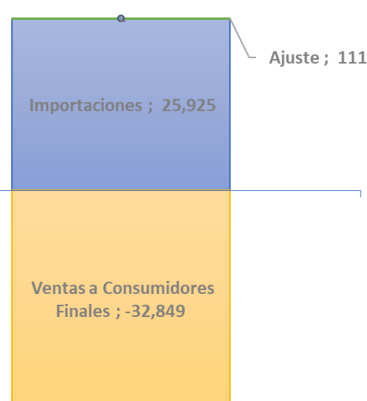 Ajuste ; 111
Importaciones ; 25,925
Ventas a Consumidores
Finales ; -32,849